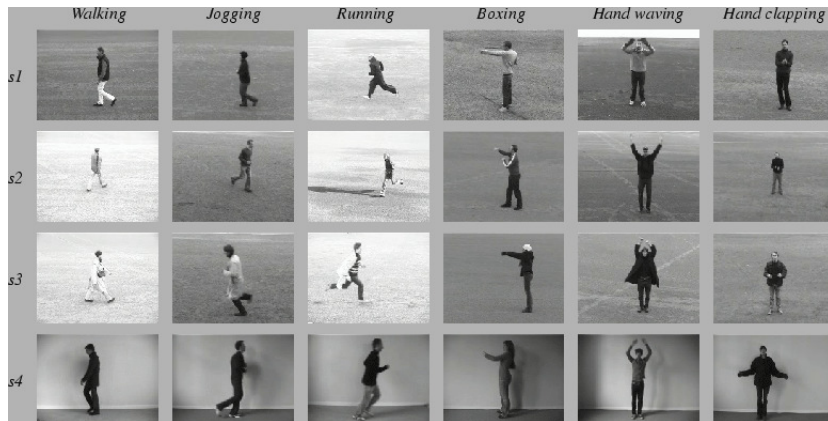 Walking Jogging Running Boxing Hand waving Hand clapping
s1
s2
s3
s4